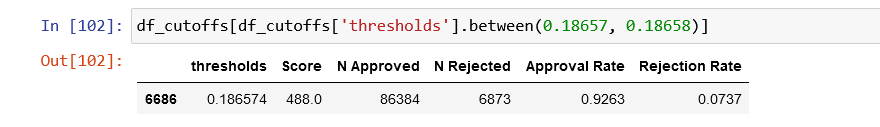 In [102]: df_cutoffs[df_cutoffs['thresholds'].between(0.18657, 0.18658)]
Out[102]:
thresholds Score N Approved N Rejected Approval Rate Rejection Rate
6686 0.186574 488.0 86384 6873 0.9263 0.0737